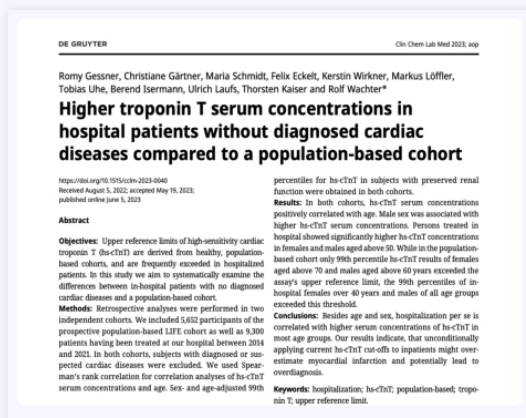 DE GRUYTER
Clin Chem Lab Med 2023; aop
Romy Gessner, Christiane Gärtner, Maria Schmidt, Felix Eckelt, Kerstin Wirkner, Markus Löffler,
Tobias Uhe, Berend Isermann, Ulrich Laufs, Thorsten Kaiser and Rolf Wachter*
Higher troponin T serum concentrations in
hospital patients without diagnosed cardiac
diseases compared to a population-based cohort
https://doi.org/10.1515/cclm-2023-0040
Received August 5, 2022; accepted May 19, 2023;
published online June 5, 2023
Abstract
Objectives: Upper reference limits of high-sensitivity cardiac
troponin T (hs-cTnT) are derived from healthy, population-
based cohorts, and are frequently exceeded in hospitalized
patients. In this study we aim to systematically examine the
differences between in-hospital patients with no diagnosed
cardiac diseases and a population-based cohort.
Methods: Retrospective analyses were performed in two
independent cohorts. We included 5,652 participants of the
prospective population-based LIFE cohort as well as 9,300
patients having been treated at our hospital between 2014
and 2021. In both cohorts, subjects with diagnosed or sus-
pected cardiac diseases were excluded. We used Spear-
man's rank correlation for correlation analyses of hs-cTnT
serum concentrations and age. Sex- and age-adjusted 99th
percentiles for hs-cTnT in subjects with preserved renal
function were obtained in both cohorts.
Results: In both cohorts, hs-cTnT serum concentrations
positively correlated with age. Male sex was associated with
higher hs-cTnT serum concentrations. Persons treated in
hospital showed significantly higher hs-cTnT concentrations
in females and males aged above 50. While in the population-
based cohort only 99th percentile hs-cTnT results of females
aged above 70 and males aged above 60 years exceeded the
assay's upper reference limit, the 99th percentiles of in-
hospital females over 40 years and males of all age groups
exceeded this threshold.
Conclusions: Besides age and sex, hospitalization per se is
correlated with higher serum concentrations of hs-cTnT in
most age groups. Our results indicate, that unconditionally
applying current hs-cTnT cut-offs to inpatients might over-
estimate myocardial infarction and potentially lead to
overdiagnosis.
Keywords: hospitalization; hs-cTnT; population-based; tropo-
nin T; upper reference limit.